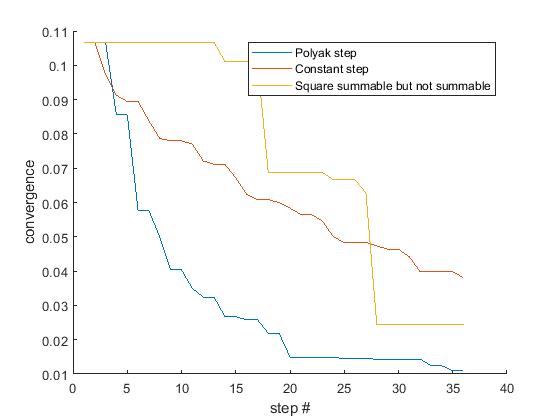 0.11
0.1
0.09
0.08
0.07
0.06
0.05
0.04
0.03
0.02
0.01
convergence
Polyak step
Constant step
Square summable but not summable
0 5 10 15 20 25 30 35 40
step #